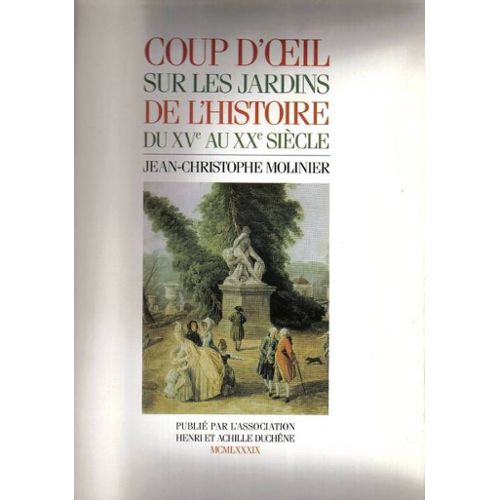 COUP D'ŒIL
SUR LES JARDINS
DE L'HISTOIRE
DU XVe AU XXe SIÈCLE
JEAN-CHRISTOPHE MOLINIER
PUBLIÉ PAR L'ASSOCIATION
HENRI ET ACHILLE DUCHÊNE
MCMLXXXIX